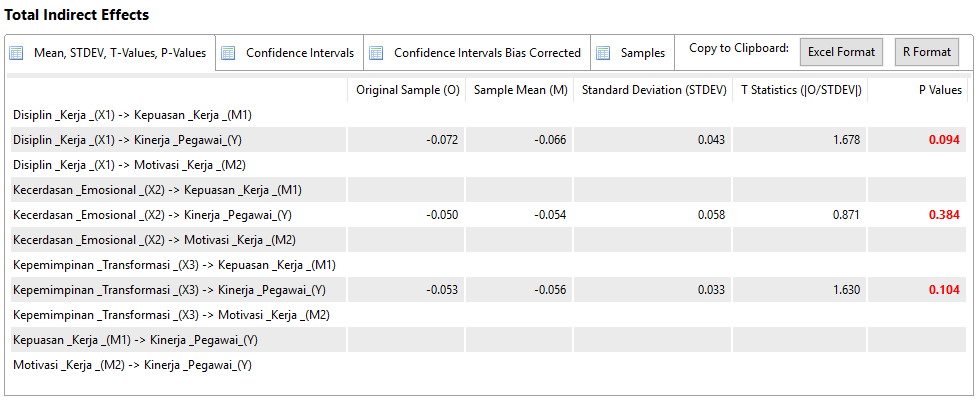 Total Indirect Effects
Mean, STDEV, T-Values, P-Values Confidence Intervals Confidence Intervals Bias Corrected Samples Copy to Clipboard: Excel Format R Format
Original Sample (O) Sample Mean (M) Standard Deviation (STDEV) T Statistics (|O/STDEV|) P Values
Disiplin _Kerja _(X1) -> Kepuasan _Kerja _(M1)
Disiplin _Kerja _(X1) -> Kinerja _Pegawai_(Y) -0.072 -0.066 0.043 1.678 0.094
Disiplin _Kerja _(X1) -> Motivasi _Kerja _(M2)
Kecerdasan _Emosional _(X2) -> Kepuasan _Kerja _(M1)
Kecerdasan _Emosional _(X2) -> Kinerja _Pegawai_(Y) -0.050 -0.054 0.058 0.871 0.384
Kecerdasan _Emosional _(X2) -> Motivasi _Kerja _(M2)
Kepemimpinan _Transformasi _(X3) -> Kepuasan _Kerja _(M1)
Kepemimpinan _Transformasi _(X3) -> Kinerja _Pegawai_(Y) -0.053 -0.056 0.033 1.630 0.104
Kepemimpinan _Transformasi _(X3) -> Motivasi _Kerja _(M2)
Kepuasan _Kerja _(M1) -> Kinerja _Pegawai_(Y)
Motivasi _Kerja _(M2) -> Kinerja _Pegawai_(Y)